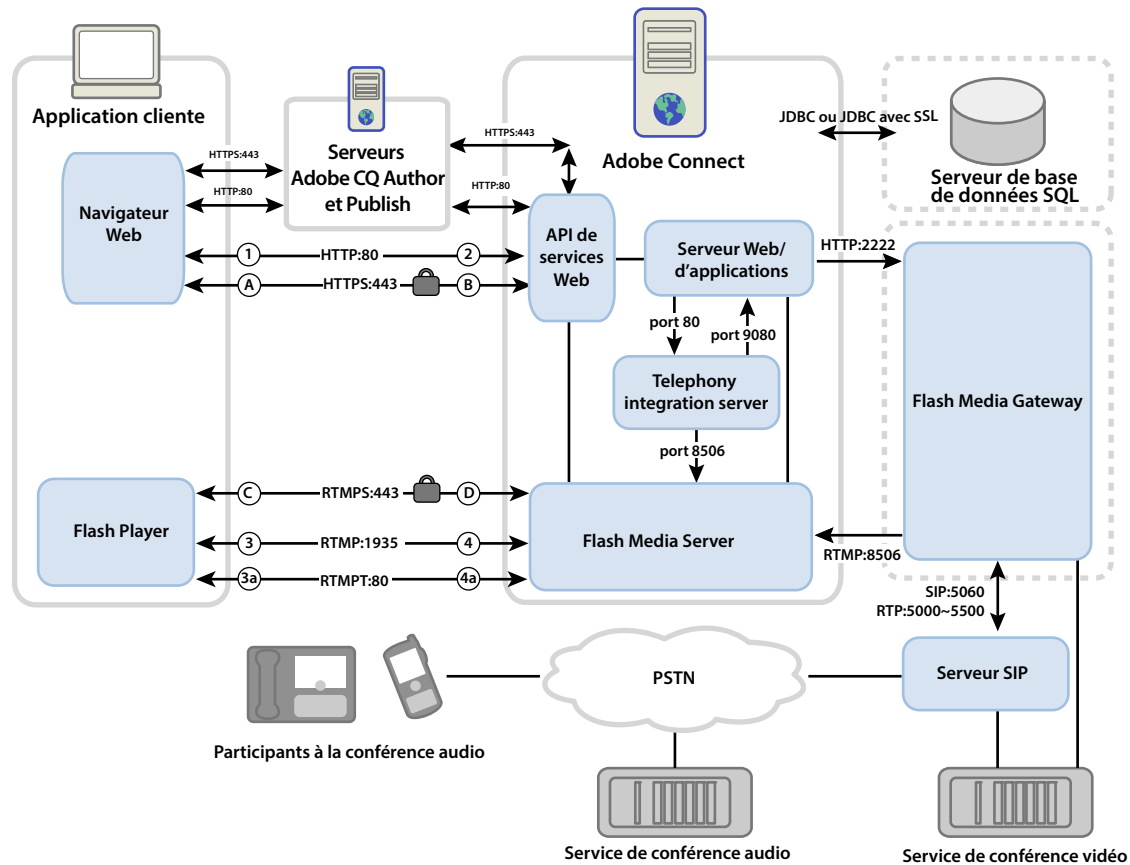 Application cliente
HTTPS:443
HTTP:80
Serveurs
Adobe CQ Author
et Publish
HTTPS:443
HTTP:80
Adobe Connect
JDBC ou JDBC avec SSL
Serveur de base
de données SQL
Navigateur
Web
1
HTTP:80
2
A
HTTPS:443
B
API de
services
Web
Serveur Web/
d’applications
HTTP:2222
port 80
port 9080
Telephony
integration server
port 8506
Flash Media Gateway
Flash Player
C
RTMPS:443
D
3
RTMP:1935
4
3a
RTMPT:80
4a
Flash Media Server
RTMP:8506
SIP:5060
RTP:5000~5500
PSTN
Serveur SIP
Participants à la conférence audio
Service de conférence audio
Service de conférence vidéo